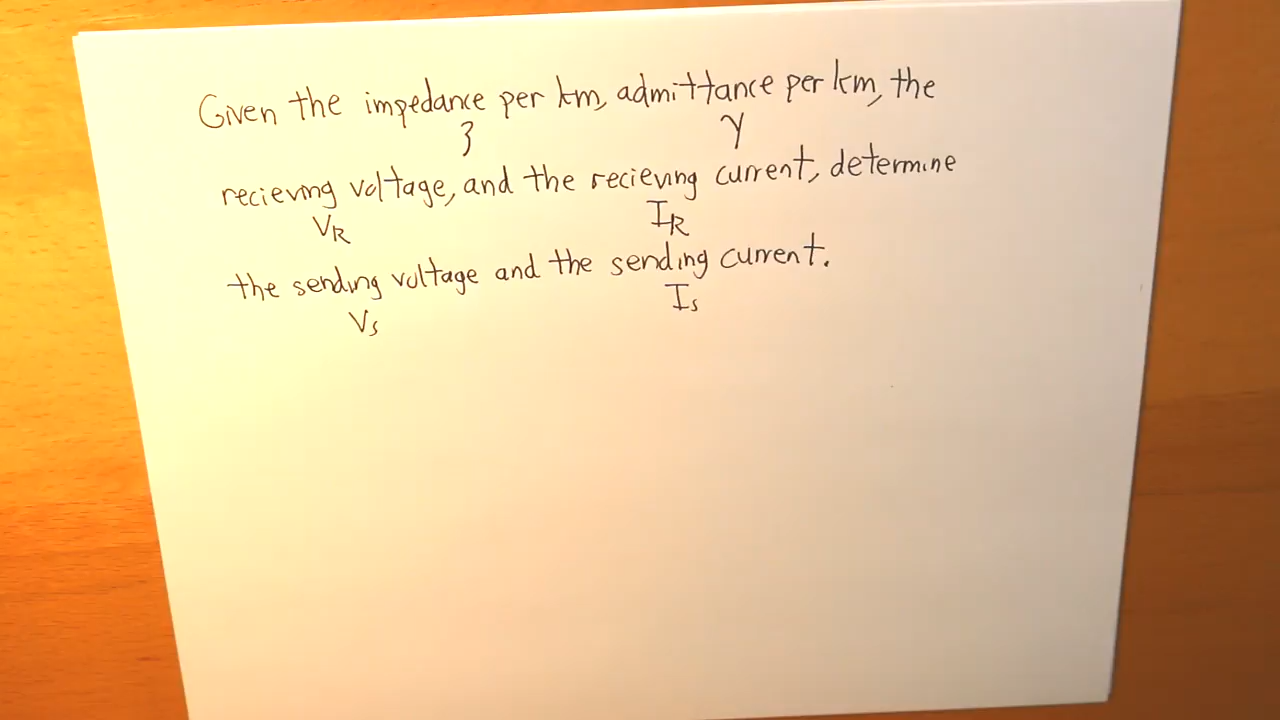 Given the impedance per km, admittance per km, the
z y
recieving voltage, and the recieving current, determine
V_R I_R
the sending voltage and the sending current.
V_s I_s